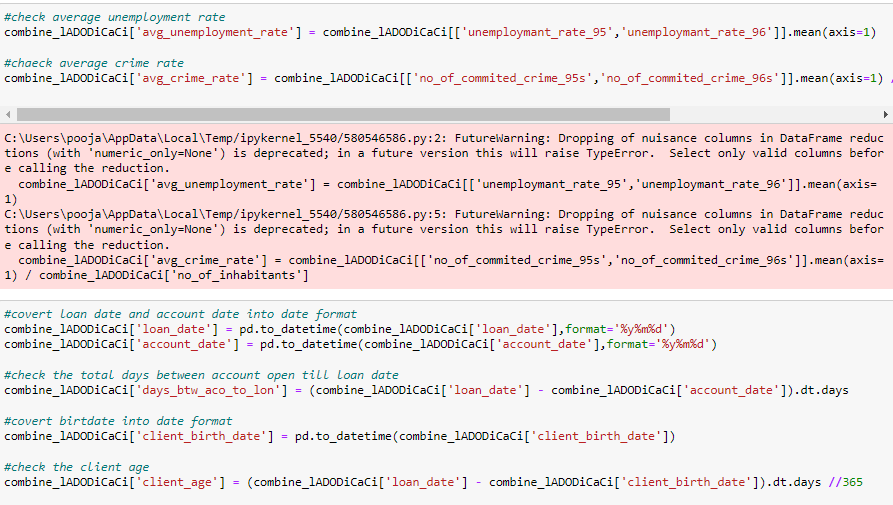 #check average unemployment rate
combine_lADODiCaCi['avg_unemployment_rate'] = combine_lADODiCaCi[['unemploymant_rate_95','unemploymant_rate_96']].mean(axis=1)
#chaeck average crime rate
combine_lADODiCaCi['avg_crime_rate'] = combine_lADODiCaCi[['no_of_commited_crime_95s','no_of_commited_crime_96s']].mean(axis=1) /
C:\Users\pooja\AppData\Local\Temp/ipykernel_5540/580546586.py:2: FutureWarning: Dropping of nuisance columns in DataFrame reduc
tions (with 'numeric_only=None') is deprecated; in a future version this will raise TypeError.  Select only valid columns befor
e calling the reduction.
  combine_lADODiCaCi['avg_unemployment_rate'] = combine_lADODiCaCi[['unemploymant_rate_95','unemploymant_rate_96']].mean(axis=
1)
C:\Users\pooja\AppData\Local\Temp/ipykernel_5540/580546586.py:5: FutureWarning: Dropping of nuisance columns in DataFrame reduc
tions (with 'numeric_only=None') is deprecated; in a future version this will raise TypeError.  Select only valid columns befor
e calling the reduction.
  combine_lADODiCaCi['avg_crime_rate'] = combine_lADODiCaCi[['no_of_commited_crime_95s','no_of_commited_crime_96s']].mean(axis=
1) / combine_lADODiCaCi['no_of_inhabitants']
#covert loan date and account date into date format
combine_lADODiCaCi['loan_date'] = pd.to_datetime(combine_lADODiCaCi['loan_date'],format='%y%m%d')
combine_lADODiCaCi['account_date'] = pd.to_datetime(combine_lADODiCaCi['account_date'],format='%y%m%d')
#check the total days between account open till loan date
combine_lADODiCaCi['days_btw_aco_to_lon'] = (combine_lADODiCaCi['loan_date'] - combine_lADODiCaCi['account_date']).dt.days
#covert birtdate into date format
combine_lADODiCaCi['client_birth_date'] = pd.to_datetime(combine_lADODiCaCi['client_birth_date'])
#check the client age
combine_lADODiCaCi['client_age'] = (combine_lADODiCaCi['loan_date'] - combine_lADODiCaCi['client_birth_date']).dt.days //365